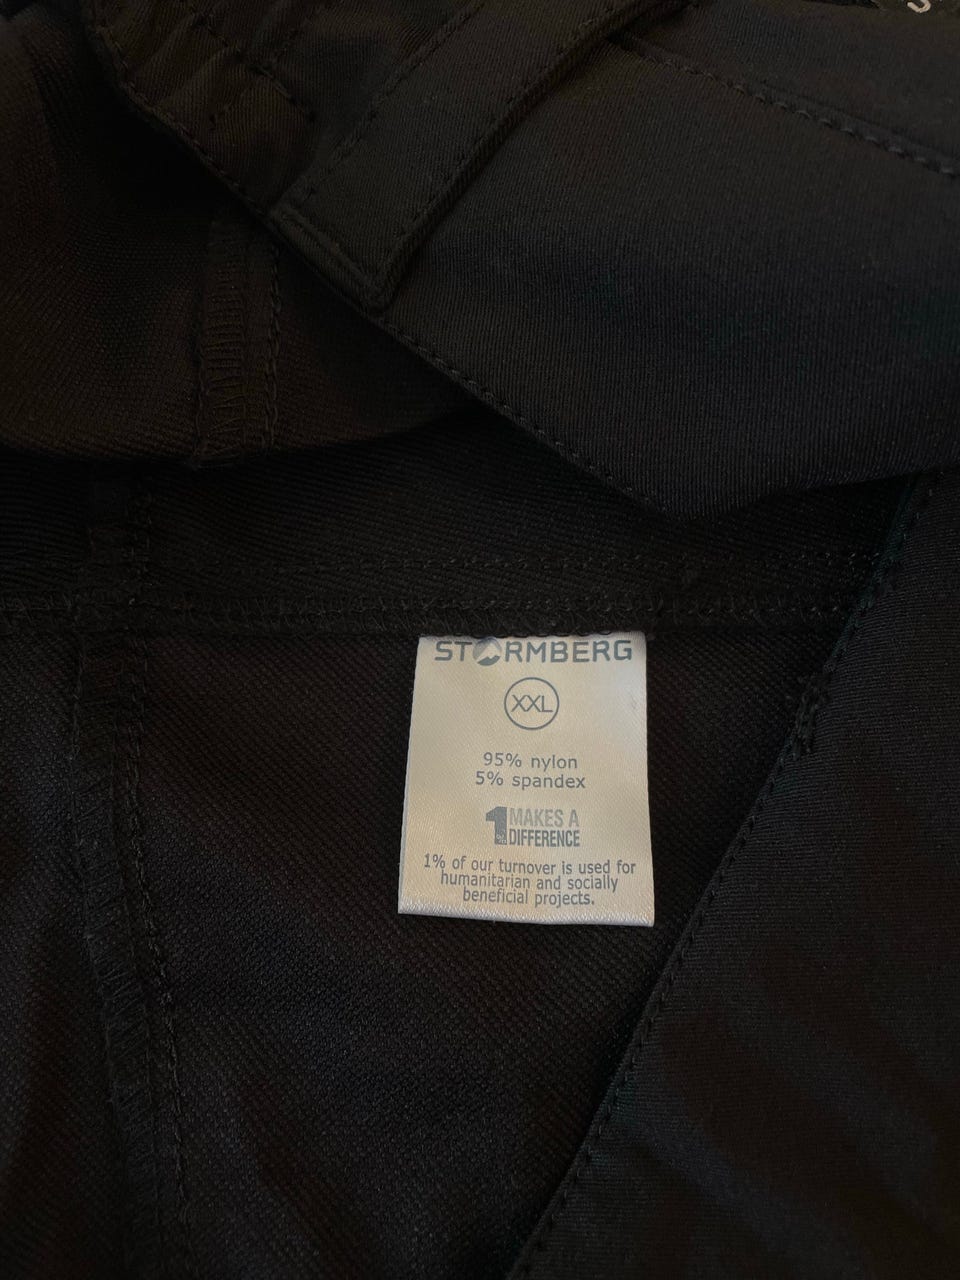 STORMBERG
XXL
95% nylon
5% spandex
1% MAKES A
DIFFERENCE
1% of our turnover is used for
humanitarian and socially
beneficial projects.